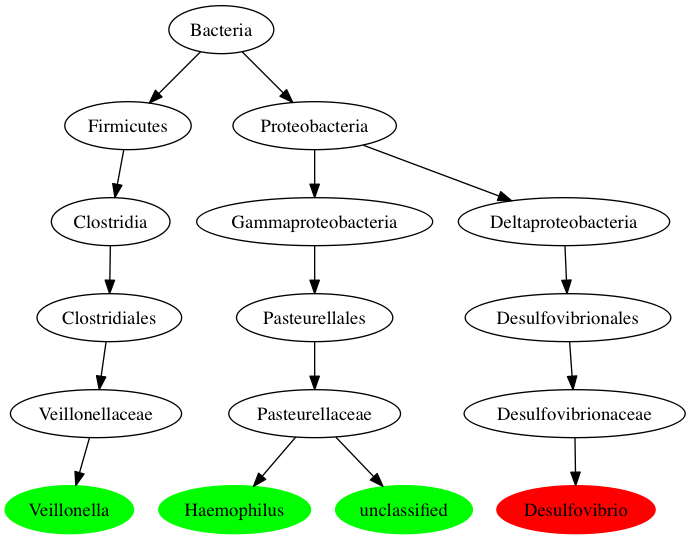 Bacteria
Firmicutes
Proteobacteria
Clostridia
Gammaproteobacteria
Deltaproteobacteria
Clostridiales
Pasteurellales
Desulfovibrionales
Veillonellaceae
Pasteurellaceae
Desulfovibrionaceae
Veillonella
Haemophilus
unclassified
Desulfovibrio